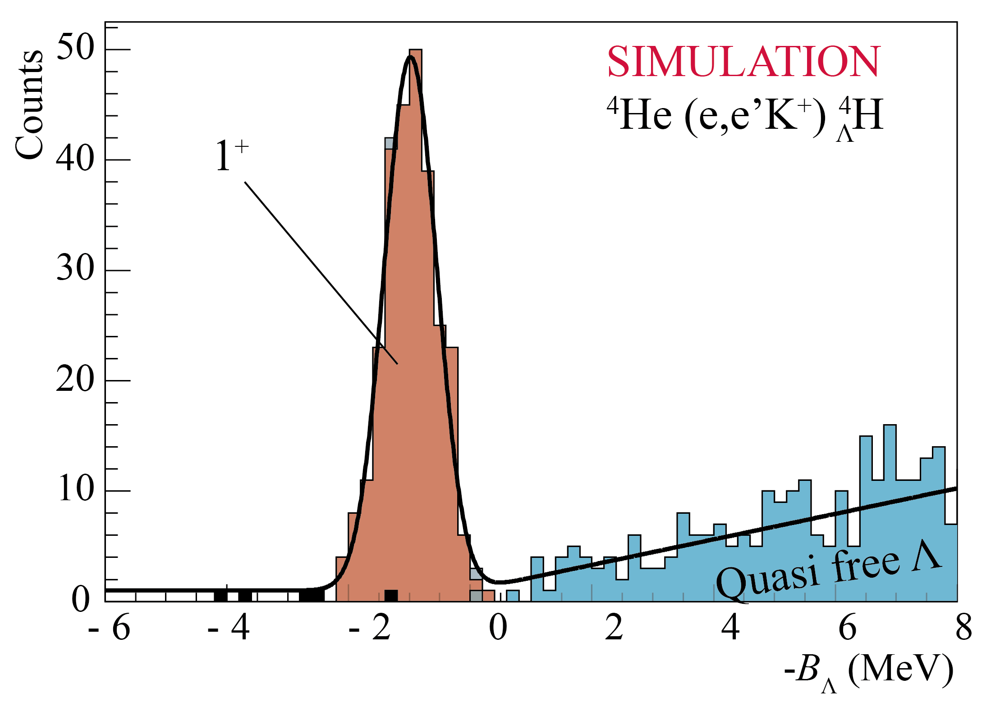 SIMULATION
⁴He (e,e’K⁺) ⁴ΛH
Counts
50
40
30
20
10
0
1⁺
Quasi free Λ
- 6 - 4 - 2 0 2 4 6 8
-BΛ (MeV)